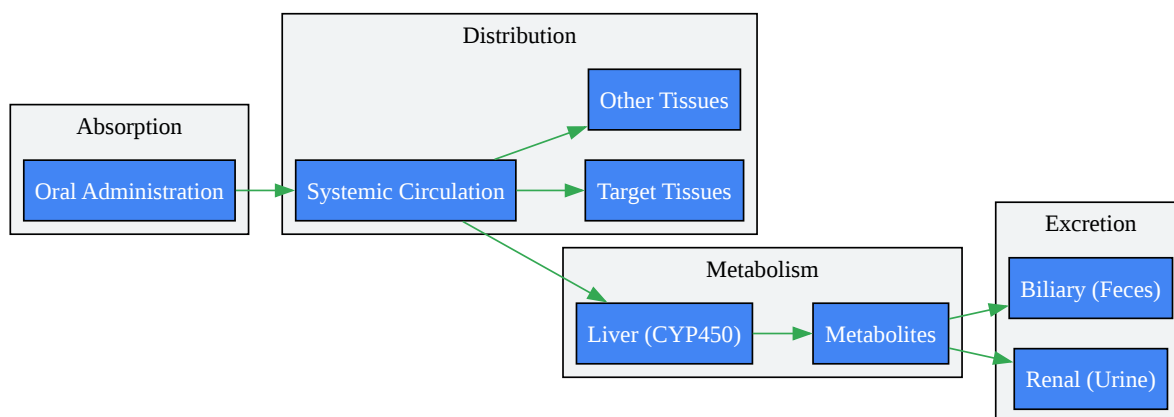 Distribution
Other Tissues
Absorption
Oral Administration
Systemic Circulation
Target Tissues
Metabolism
Liver (CYP450)
Metabolites
Excretion
Biliary (Feces)
Renal (Urine)